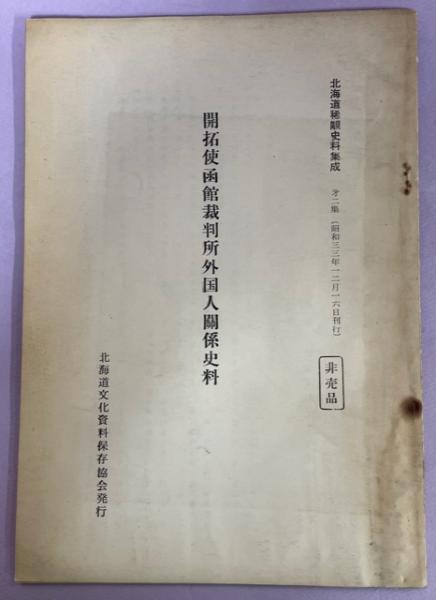 北海道稀覯史料集成　才二集（昭和三三年一二月一六日刊行）
非売品
開拓使函館裁判所外国人關係史料
北海道文化資料保存協会発行